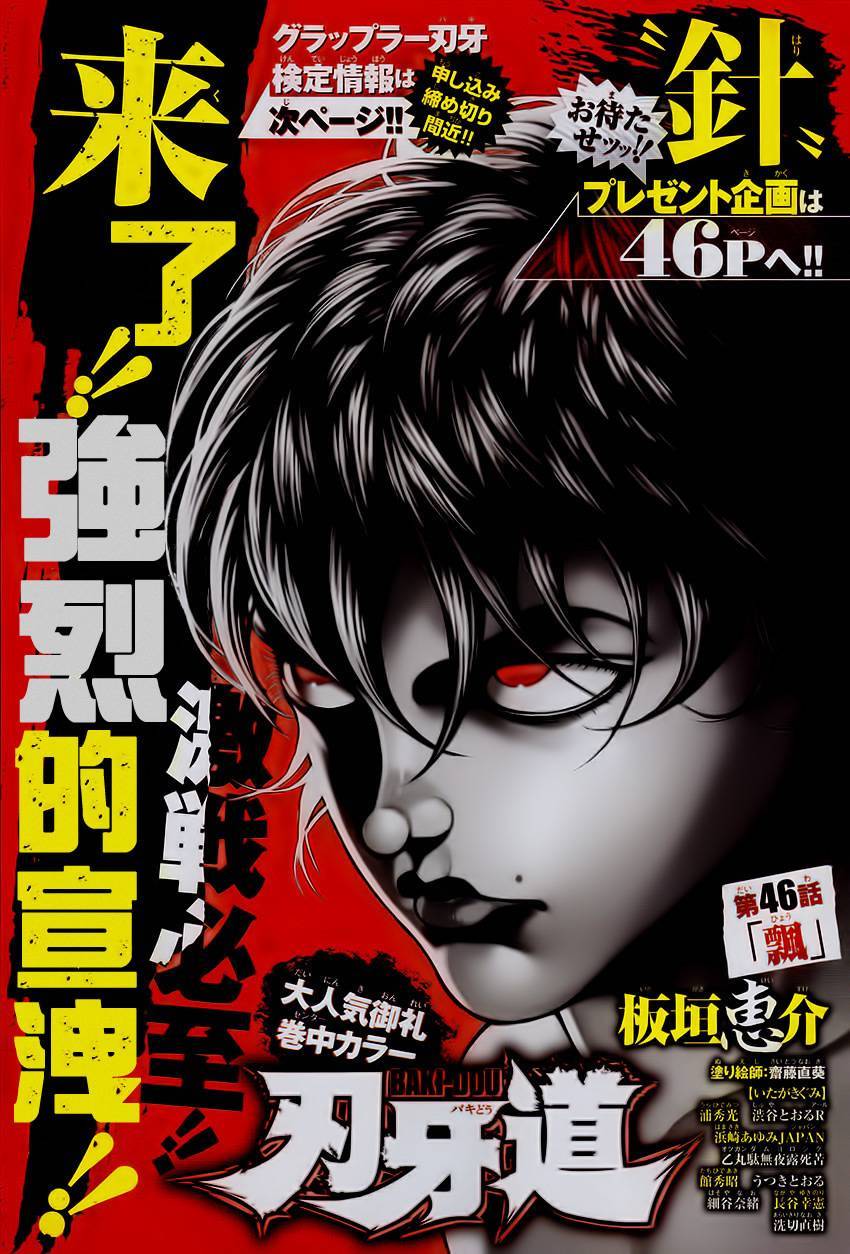 グラップラー刃牙
検定情報は
次ページ!!
申し込み
締め切り
間近!!
お待た
せッッ!!
〝針〟
プレゼント企画は
46Pへ!!
来了!!
強烈的宣洩!!
激戰必至!!
第46話
「瓢」
板垣恵介
塗り絵師:齋藤直葵
【いたがきぐみ】
浦秀光 渋谷とおるR
浜崎あゆみJAPAN
乙丸駄無夜露死苦
館秀昭 うつきとおる
細谷奈緒 長谷幸憲
洗切直樹
大人気御礼
巻中カラー
BAKI-DOU
刃牙道
バキどう